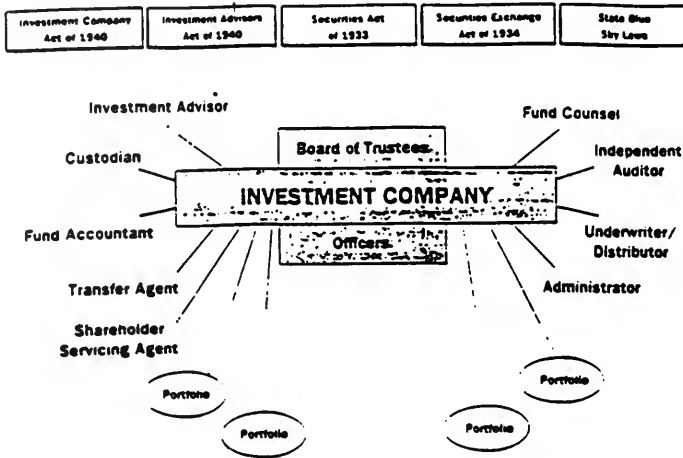 Investment Company
Act of 1940
Investment Advisors
Act of 1940
Securities Act
of 1933
Securities Exchange
Act of 1934
State Blue
Sky Laws
Investment Advisor
Fund Counsel
Board of Trustees
Custodian
Independent
Auditor
INVESTMENT COMPANY
Fund Accountant
Officers
Underwriter/
Distributor
Transfer Agent
Administrator
Shareholder
Servicing Agent
Portfolio
Portfolio
Portfolio
Portfolio